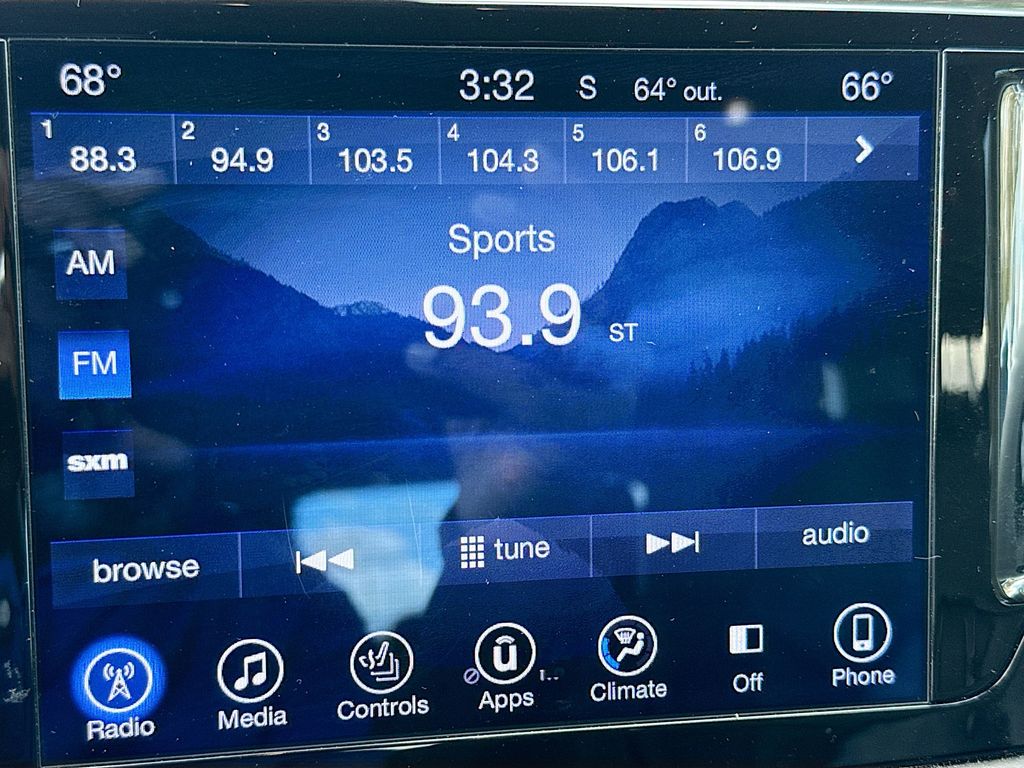 68° 3:32 S 64° out. 66°
1 2 3 4 5 6
88.3 94.9 103.5 104.3 106.1 106.9
Sports
AM
93.9 ST
FM
sxm
browse tune audio
Radio Media Controls Apps Climate Off Phone